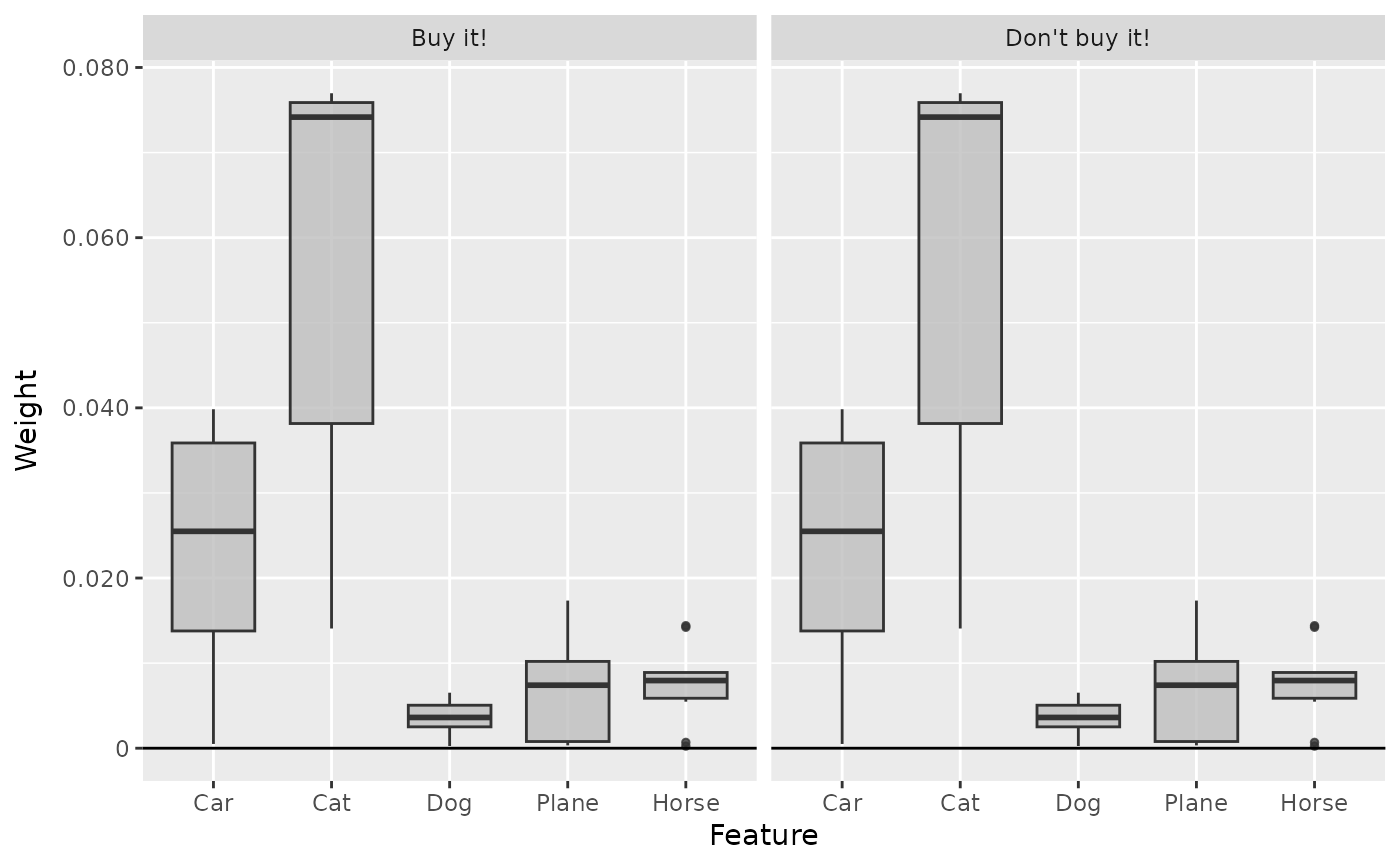 Buy it!
Don't buy it!
0.080
0.060
0.040
0.020
0
Weight
Car Cat Dog Plane Horse
Car Cat Dog Plane Horse
Feature